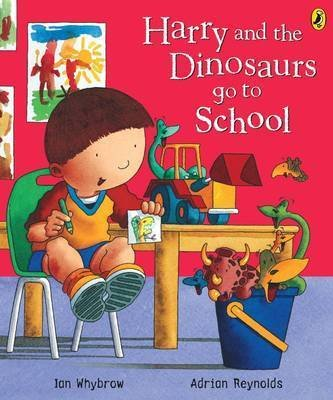 Harry and the
Dinosaurs
go to
School
Ian Whybrow
Adrian Reynolds